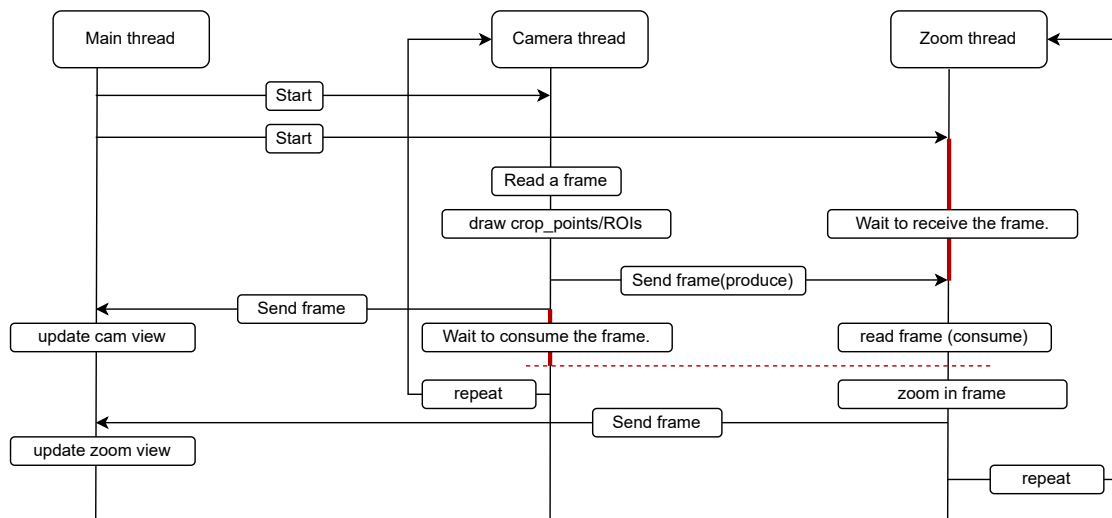 Main thread
Camera thread
Zoom thread
Start
Start
Read a frame
draw crop_points/ROIs
Wait to receive the frame.
Send frame(produce)
Send frame
update cam view
Wait to consume the frame.
read frame (consume)
repeat
zoom in frame
Send frame
update zoom view
repeat